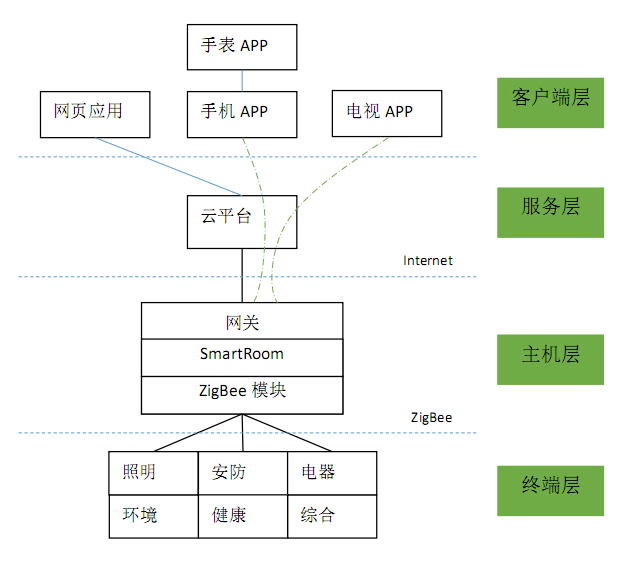 手表 APP
网页应用
手机 APP
电视 APP
客户端层
云平台
服务层
Internet
网关
SmartRoom
ZigBee 模块
主机层
ZigBee
照明
安防
电器
环境
健康
综合
终端层